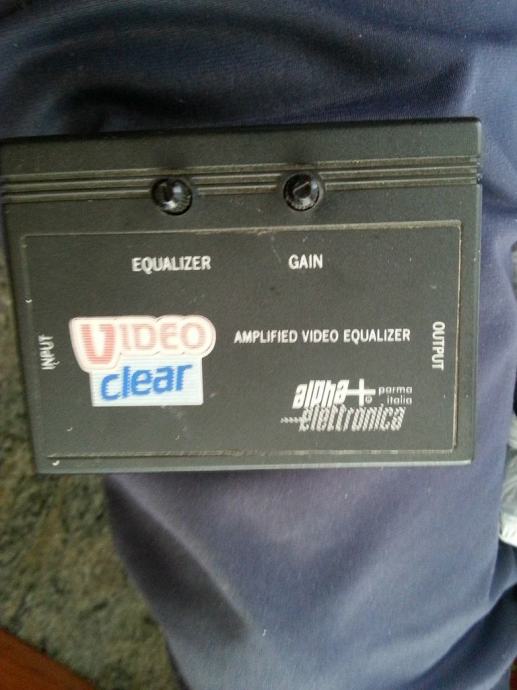 EQUALIZER GAIN
INPUT
VIDEO
clear
AMPLIFIED VIDEO EQUALIZER
OUTPUT
alpha
elettronica
parma
italia